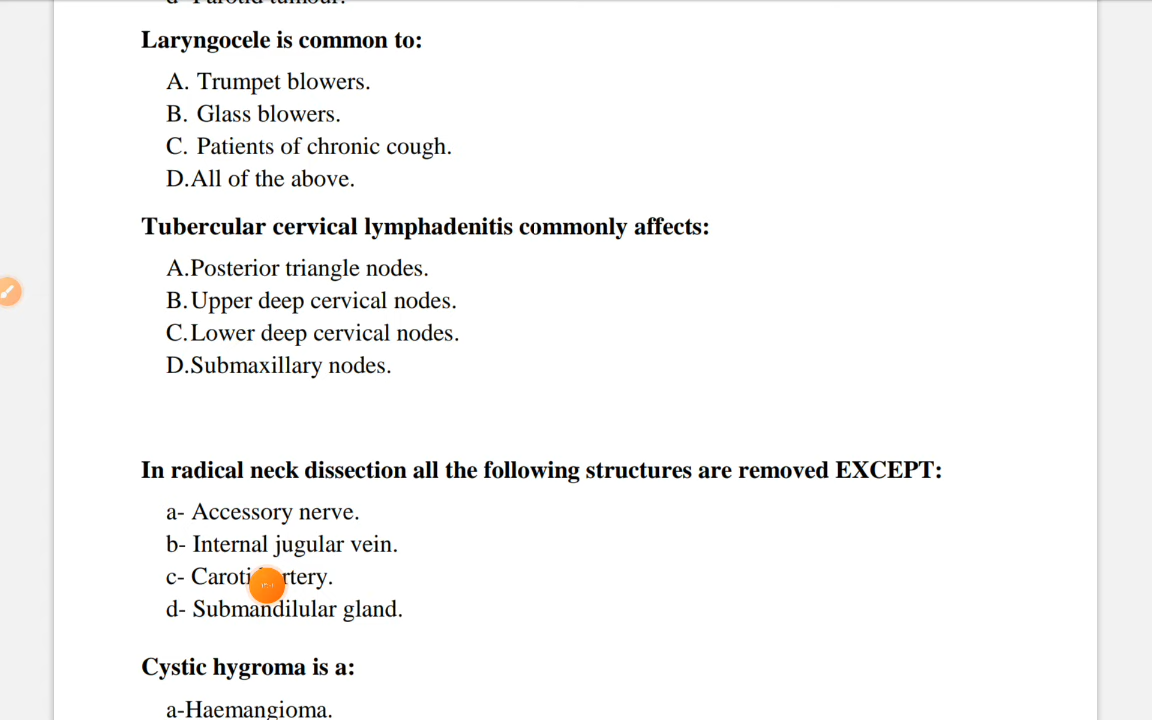 Laryngocele is common to:
A. Trumpet blowers.
B. Glass blowers.
C. Patients of chronic cough.
D.All of the above.
Tubercular cervical lymphadenitis commonly affects:
A.Posterior triangle nodes.
B.Upper deep cervical nodes.
C.Lower deep cervical nodes.
D.Submaxillary nodes.
In radical neck dissection all the following structures are removed EXCEPT:
a- Accessory nerve.
b- Internal jugular vein.
c- Carotid artery.
d- Submandilular gland.
Cystic hygroma is a:
a-Haemangioma.